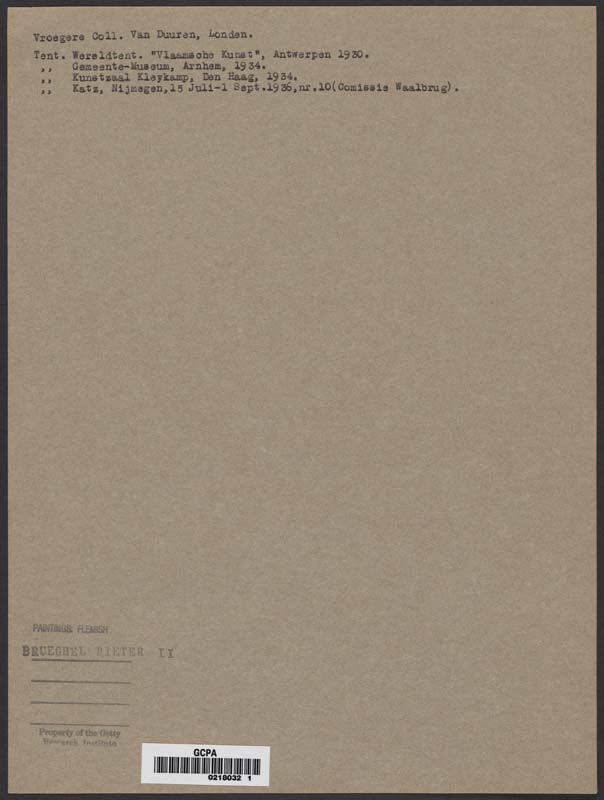 Vroegere Coll. Van Duuren, Londen.
Tent. Wereldtent. "Vlaamsche Kunst", Antwerpen 1930.
,, Gemeente-Museum, Arnhem, 1934.
,, Kunstzaal Kleykamp, Den Haag, 1934.
,, Katz, Nijmegen,15 Juli-1 Sept.1936,nr.10(Comissie Waalbrug).
PAINTINGS: FLEMISH
BRUEGHEL PIETER II
Property of the Getty
Research Institute
GCPA
0218032 1